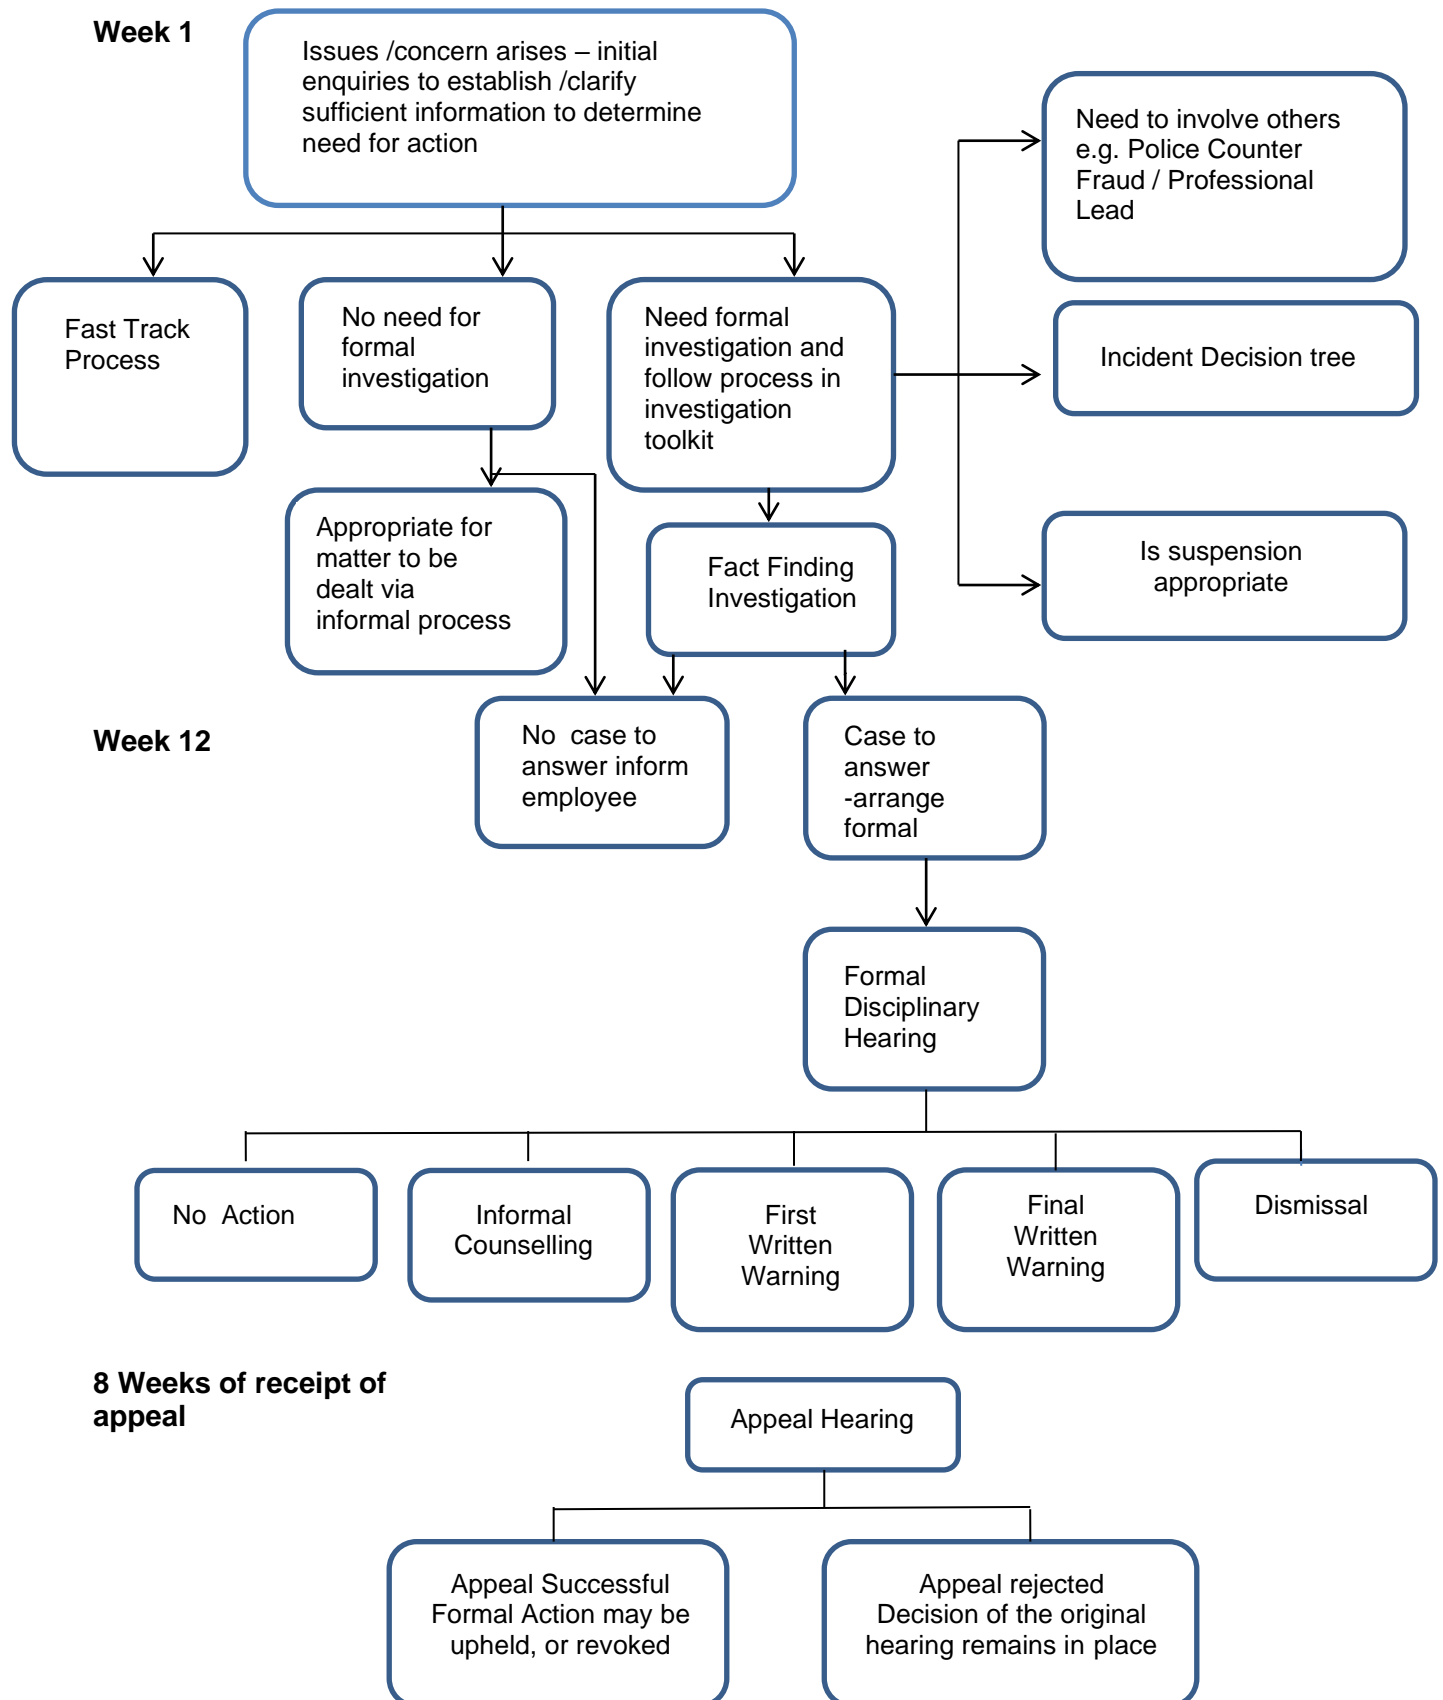 Week 1
Issues /concern arises – initial
enquiries to establish /clarify
sufficient information to determine
need for action
Need to involve others
e.g. Police Counter
Fraud / Professional
Lead
Fast Track
Process
No need for
formal
investigation
Need formal
investigation and
follow process in
investigation
toolkit
Incident Decision tree
Appropriate for
matter to be
dealt via
informal process
Fact Finding
Investigation
Is suspension
appropriate
Week 12
No case to
answer inform
employee
Case to
answer
-arrange
formal
Formal
Disciplinary
Hearing
No Action
Informal
Counselling
First
Written
Warning
Final
Written
Warning
Dismissal
8 Weeks of receipt of
appeal
Appeal Hearing
Appeal Successful
Formal Action may be
upheld, or revoked
Appeal rejected
Decision of the original
hearing remains in place